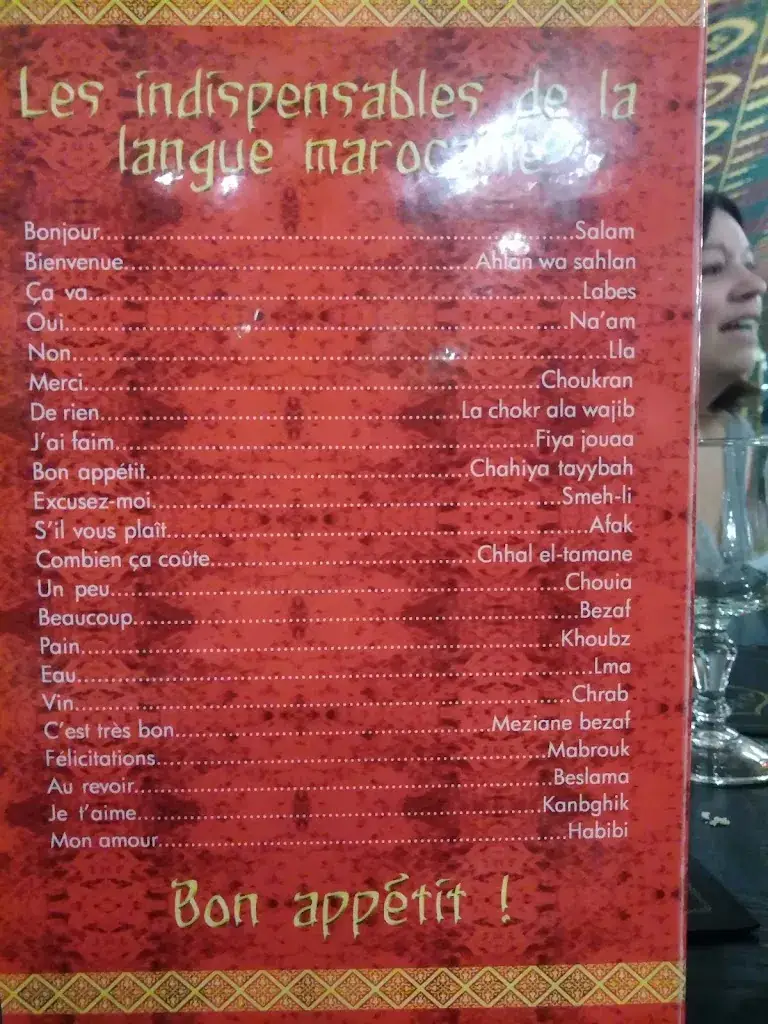 Les indispensables de la
langue marocaine
Bonjour.....Salam
Bienvenue.....Ahlan wa sahlan
Ça va.....Labes
Oui.....Na'am
Non.....Lla
Merci.....Choukran
De rien.....La chokr ala wajib
J'ai faim.....Fiya jouaa
Bon appétit.....Chahiya tayybah
Excusez-moi.....Smeh-li
S'il vous plaît.....Afak
Combien ça coûte.....Chhal el-tamane
Un peu.....Chouia
Beaucoup.....Bezaf
Pain.....Khoubz
Eau.....Lma
Vin.....Chrab
C'est très bon.....Meziane bezaf
Félicitations.....Mabrouk
Au revoir.....Beslama
Je t'aime.....Kanbghik
Mon amour.....Habibi
Bon appétit !